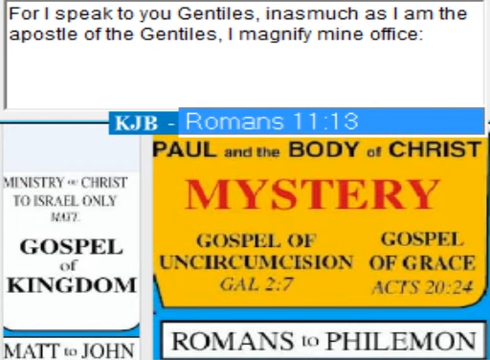 For I speak to you Gentiles, inasmuch as I am the
apostle of the Gentiles, I magnify mine office:
KJB - Romans 11:13
PAUL and the BODY of CHRIST
MINISTRY of CHRIST
TO ISRAEL ONLY
MATT.
GOSPEL
of
KINGDOM
MATT to JOHN
MYSTERY
GOSPEL OF
UNCIRCUMCISION
GAL 2:7
GOSPEL
OF GRACE
ACTS 20:24
ROMANS to PHILEMON